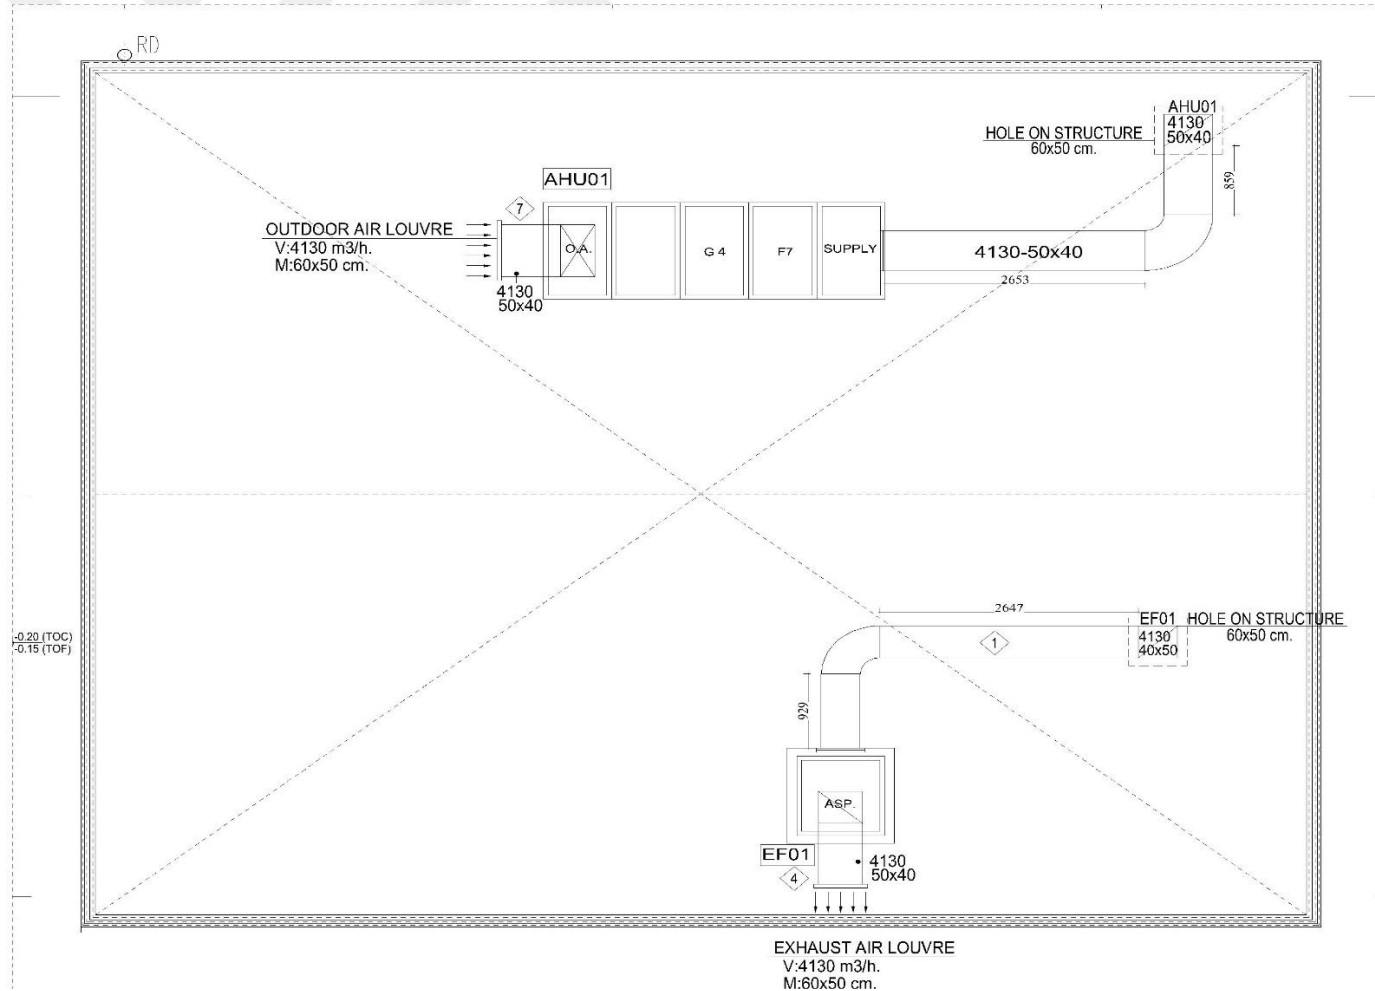 RD
AHU01
4130
50x40
HOLE ON STRUCTURE
60x50 cm.
859
AHU01
7
OUTDOOR AIR LOUVRE
V:4130 m3/h.
M:60x50 cm.
O.A.
G 4
F7
SUPPLY
4130-50x40
2653
4130
50x40
2647
EF01
HOLE ON STRUCTURE
4130
40x50
60x50 cm.
1
-0.20 (TOC)
-0.15 (TOF)
929
ASP.
EF01
4
4130
50x40
EXHAUST AIR LOUVRE
V:4130 m3/h.
M:60x50 cm.